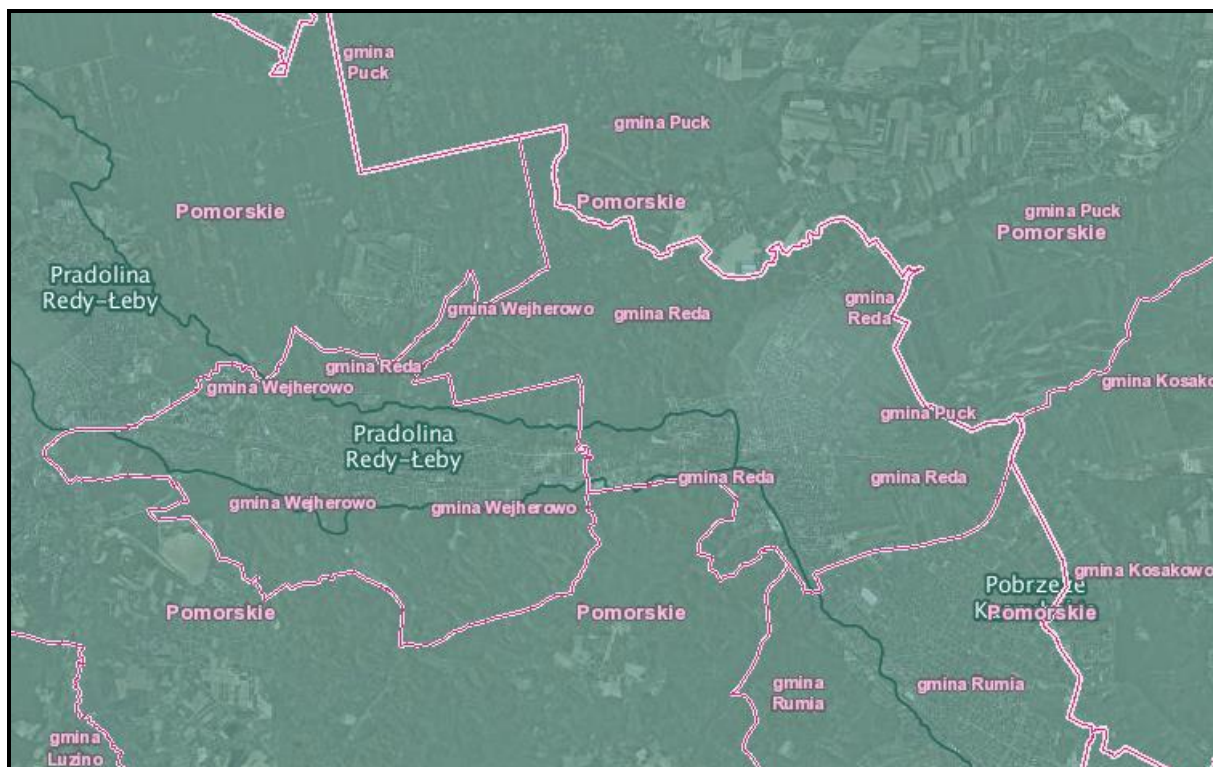 gmina
Puck
gmina Puck
Pomorskie
Pomorskie
gmina Puck
Pomorskie
Pradolina
Redy-Łeby
gmina Wejherowo
gmina Reda
gmina
Reda
gmina Reda
gmina Wejherowo
gmina Kosako
gmina Puck
Pradolina
Redy-Łeby
gmina Reda
gmina Reda
gmina Wejherowo
gmina Wejherowo
gmina Kosakowo
Pobrzeże
Pomorskie
Pomorskie
Pomorskie
gmina
Rumia
gmina Rumia
gmina
Luzino